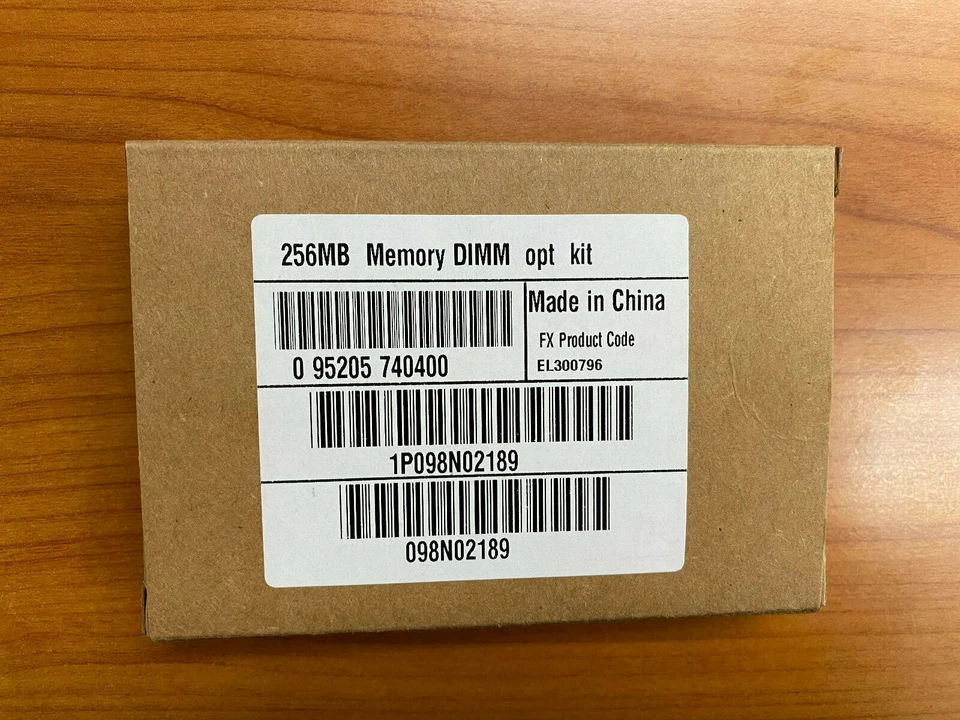 256MB Memory DIMM opt kit
Made in China
0 95205 740400
FX Product Code
EL300796
1P098N02189
098N02189